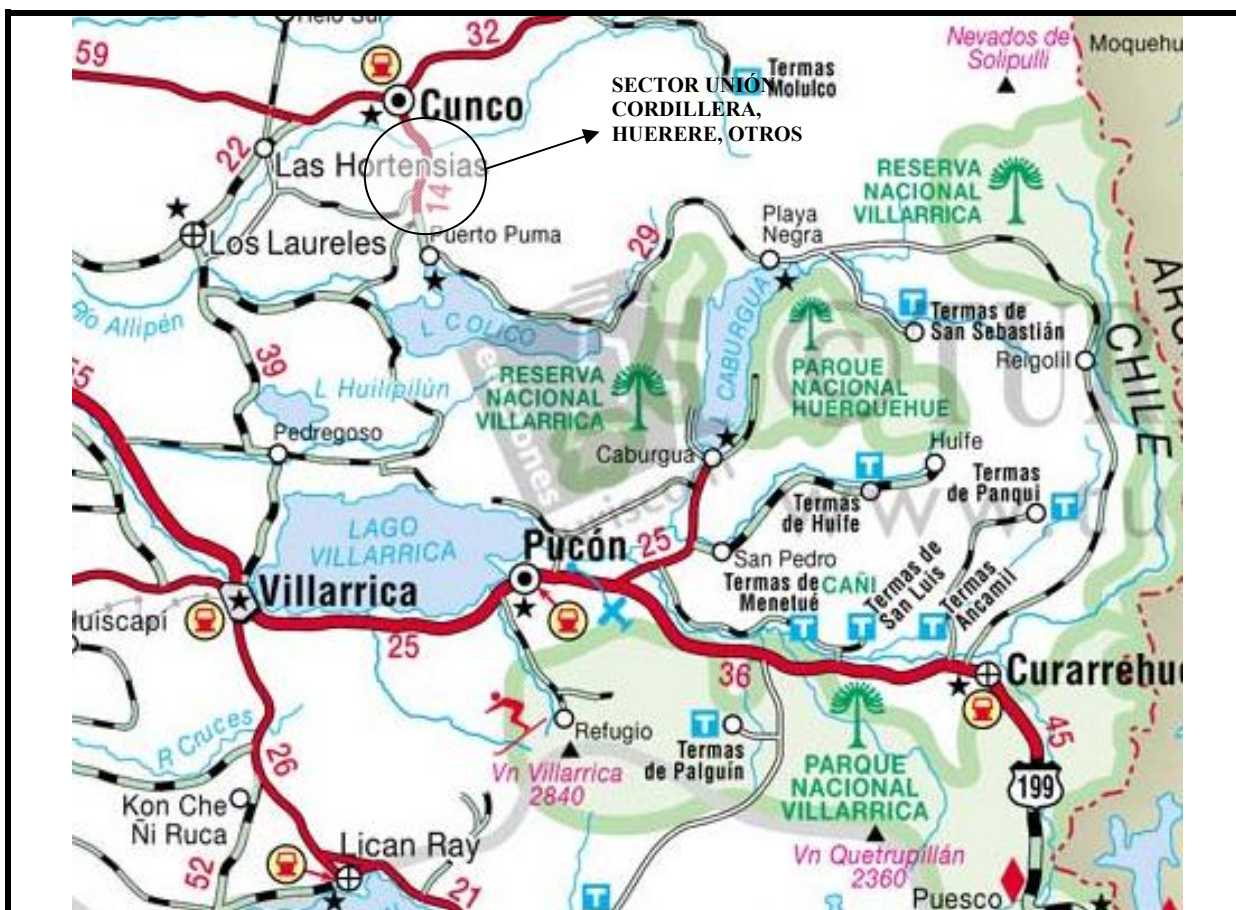 59
32
Nevados de
Solipulli
Cunco
Termas
Molulco
SECTOR UNIÓN
CORDILLERA,
HUERERE, OTROS
22
Las Hortensias
14
RESERVA
NACIONAL
VILLARRICA
Los Laureles
Puerto Puma
29
Playa
Negra
Río Allipén
L COLICO
CABURGUA
Termas de
San Sebastián
Reigolil
CHILE
39
L Huilipilún
RESERVA
NACIONAL
VILLARRICA
PARQUE
NACIONAL
HUERQUEHUE
Pedregoso
Caburgua
Huife
Termas
de Huife
Termas
de Panqui
LAGO
VILLARRICA
Pucón
25
San Pedro
Termas de
Menetué
CAÑI
Termas de
San Luis
Termas
Ancamil
Villarrica
25
36
Curarrehue
45
R Cruces
26
Refugio
Vn Villarrica
2840
Termas
de Palguín
PARQUE
NACIONAL
VILLARRICA
199
Kon Che
Ñi Ruca
52
Lican Ray
21
Vn Quetrupillán
2360
Puesco